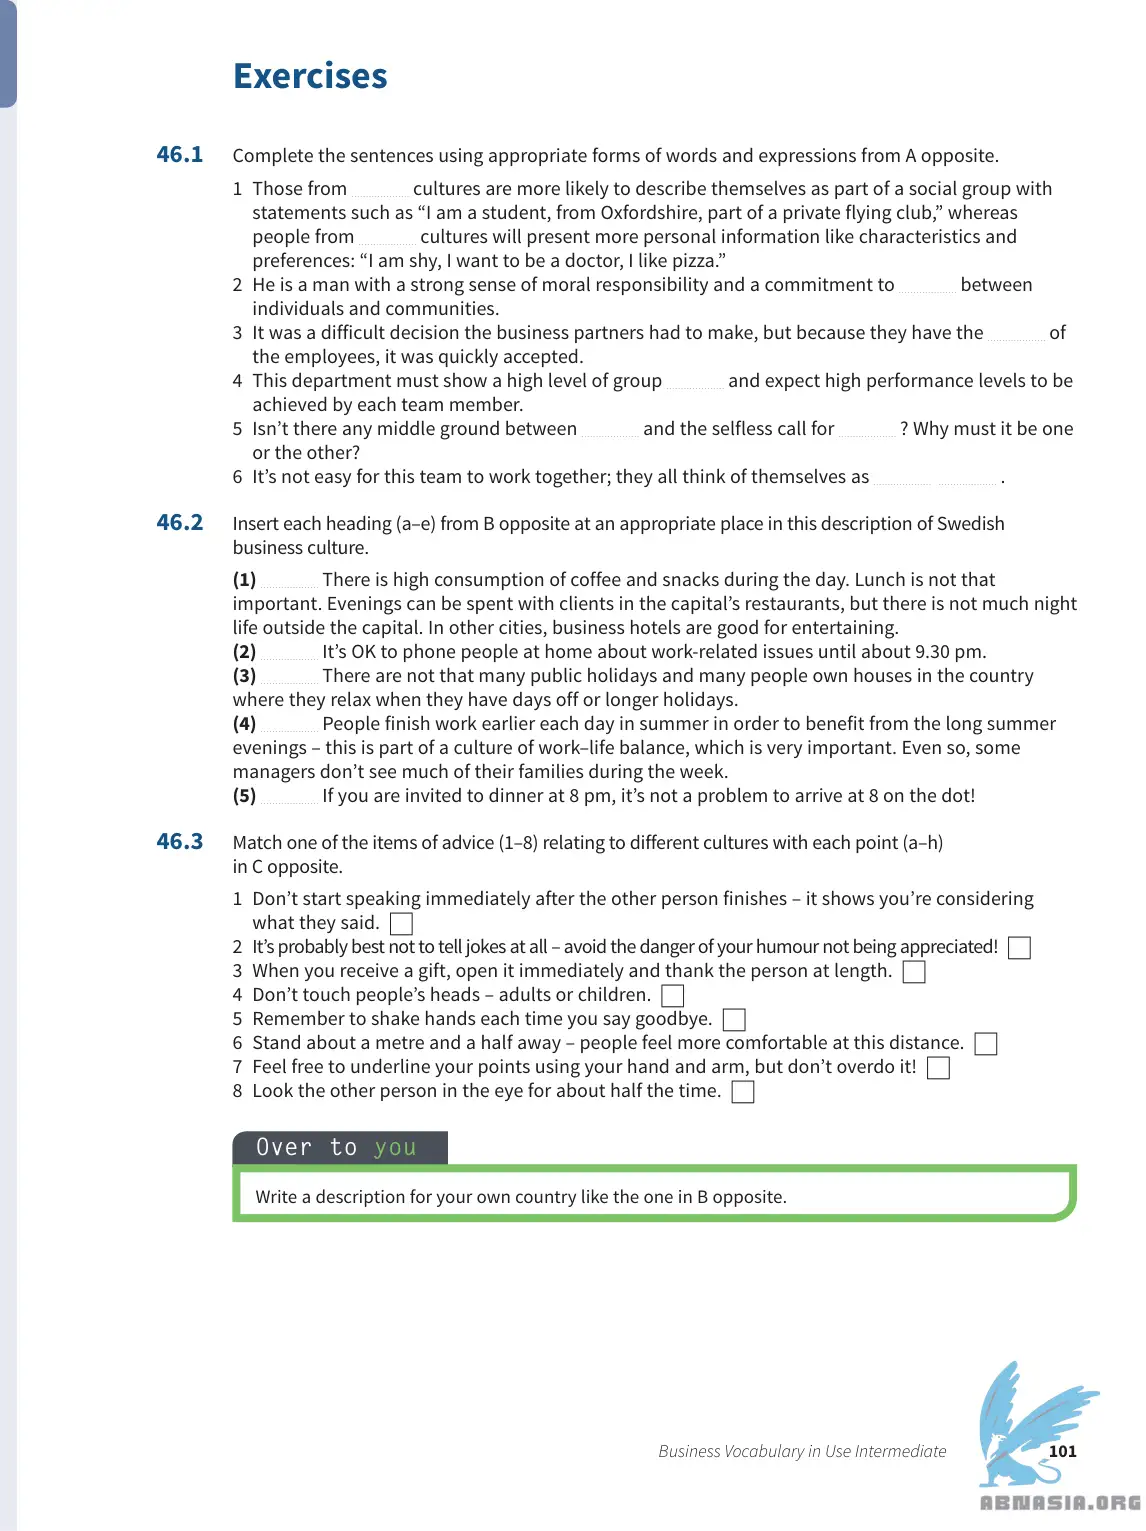 Exercises
46.1 Complete the sentences using appropriate forms of words and expressions from A opposite.
1 Those from ............ cultures are more likely to describe themselves as part of a social group with
statements such as “I am a student, from Oxfordshire, part of a private flying club,” whereas
people from ............ cultures will present more personal information like characteristics and
preferences: “I am shy, I want to be a doctor, I like pizza.”
2 He is a man with a strong sense of moral responsibility and a commitment to ............ between
individuals and communities.
3 It was a difficult decision the business partners had to make, but because they have the ............ of
the employees, it was quickly accepted.
4 This department must show a high level of group ............ and expect high performance levels to be
achieved by each team member.
5 Isn’t there any middle ground between ............ and the selfless call for ............ ? Why must it be one
or the other?
6 It’s not easy for this team to work together; they all think of themselves as ............ ............ .
46.2 Insert each heading (a–e) from B opposite at an appropriate place in this description of Swedish
business culture.
(1) ............ There is high consumption of coffee and snacks during the day. Lunch is not that
important. Evenings can be spent with clients in the capital’s restaurants, but there is not much night
life outside the capital. In other cities, business hotels are good for entertaining.
(2) ............ It’s OK to phone people at home about work-related issues until about 9.30 pm.
(3) ............ There are not that many public holidays and many people own houses in the country
where they relax when they have days off or longer holidays.
(4) ............ People finish work earlier each day in summer in order to benefit from the long summer
evenings – this is part of a culture of work–life balance, which is very important. Even so, some
managers don’t see much of their families during the week.
(5) ............ If you are invited to dinner at 8 pm, it’s not a problem to arrive at 8 on the dot!
46.3 Match one of the items of advice (1–8) relating to different cultures with each point (a–h)
in C opposite.
1 Don’t start speaking immediately after the other person finishes – it shows you’re considering
what they said.
2 It’s probably best not to tell jokes at all – avoid the danger of your humour not being appreciated!
3 When you receive a gift, open it immediately and thank the person at length.
4 Don’t touch people’s heads – adults or children.
5 Remember to shake hands each time you say goodbye.
6 Stand about a metre and a half away – people feel more comfortable at this distance.
7 Feel free to underline your points using your hand and arm, but don’t overdo it!
8 Look the other person in the eye for about half the time.
Over to you
Write a description for your own country like the one in B opposite.
Business Vocabulary in Use Intermediate 101
ABNASIA.ORG